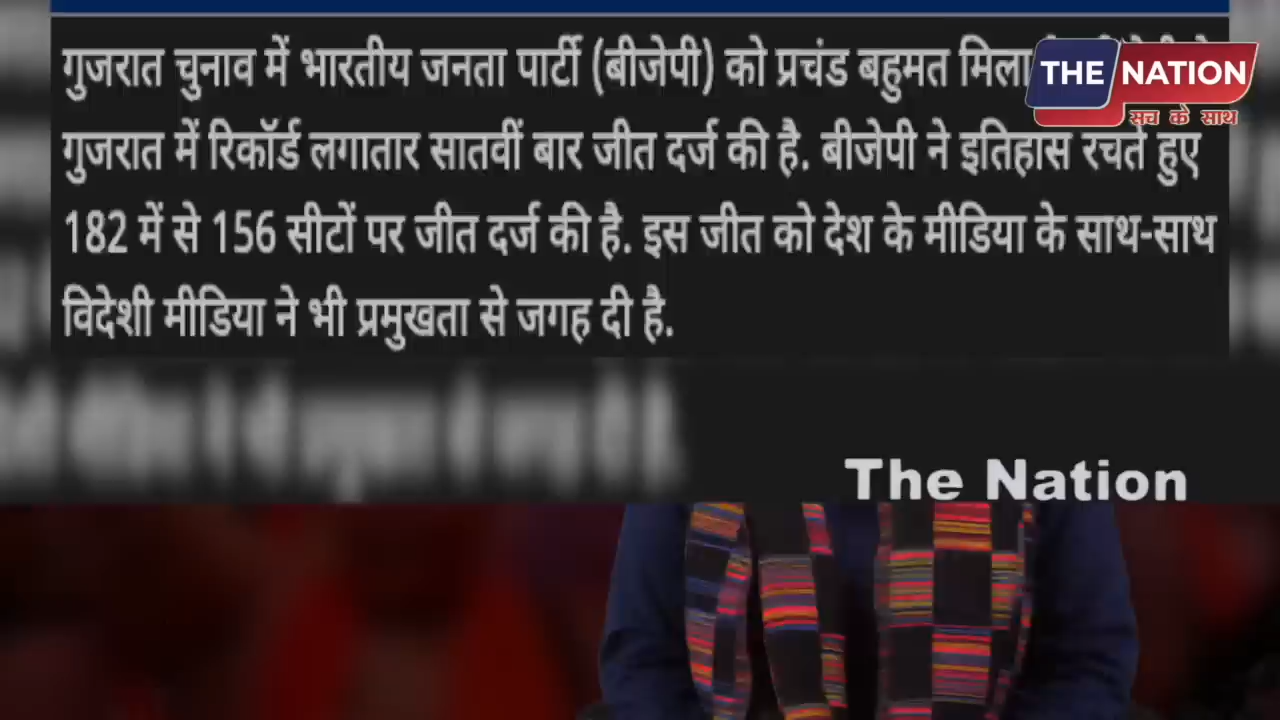 गुजरात चुनाव में भारतीय जनता पार्टी (बीजेपी) को प्रचंड बहुमत मिला
THE NATION
सच के साथ
गुजरात में रिकॉर्ड लगातार सातवीं बार जीत दर्ज की है. बीजेपी ने इतिहास रचते हुए
182 में से 156 सीटों पर जीत दर्ज की है. इस जीत को देश के मीडिया के साथ-साथ
विदेशी मीडिया ने भी प्रमुखता से जगह दी है.
The Nation